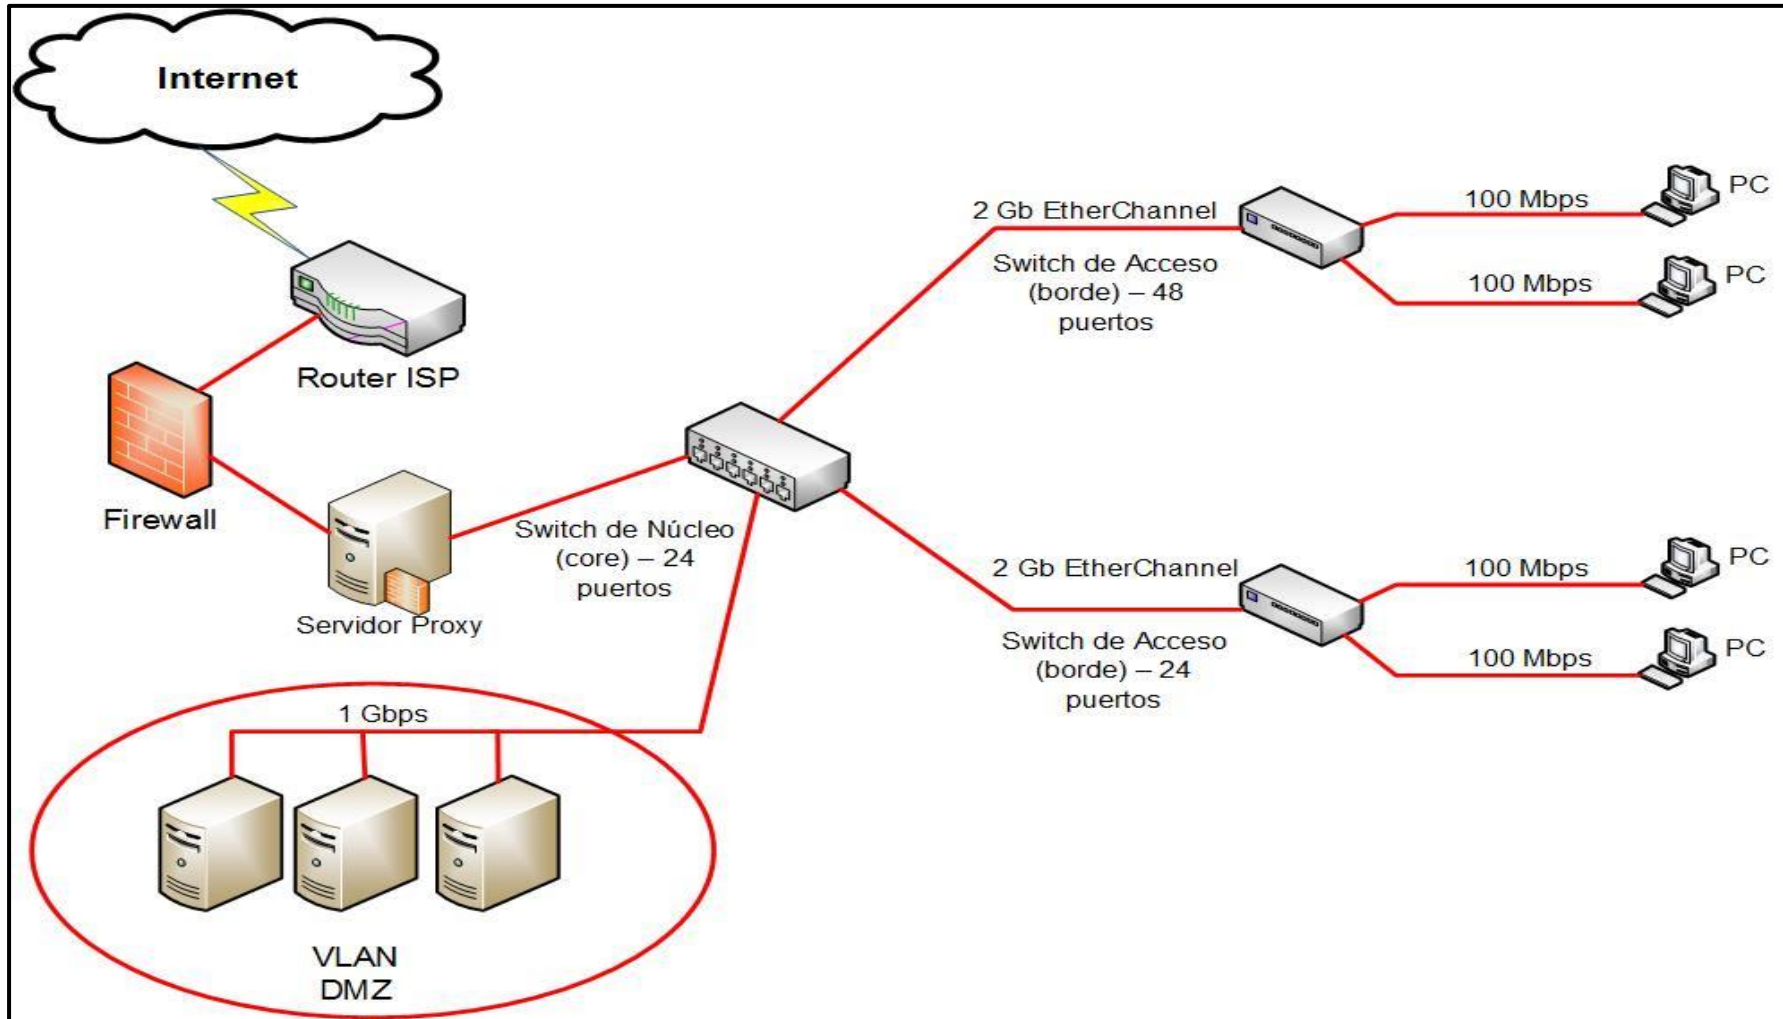 Internet
Router ISP
Firewall
Servidor Proxy
Switch de Núcleo
(core) – 24
puertos
1 Gbps
VLAN
DMZ
2 Gb EtherChannel
Switch de Acceso
(borde) – 48
puertos
100 Mbps
PC
100 Mbps
PC
2 Gb EtherChannel
Switch de Acceso
(borde) – 24
puertos
100 Mbps
PC
100 Mbps
PC